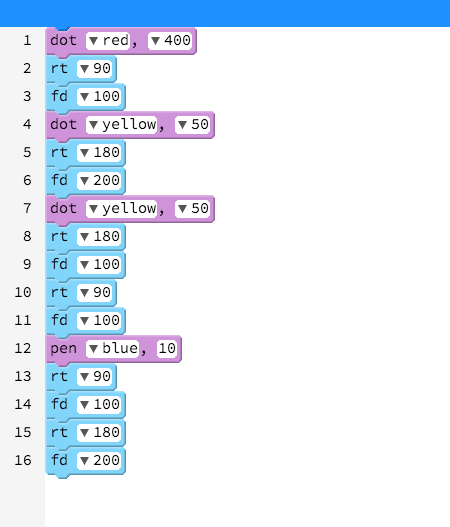 1 dot ▼red, ▼400
2 rt ▼90
3 fd ▼100
4 dot ▼yellow, ▼50
5 rt ▼180
6 fd ▼200
7 dot ▼yellow, ▼50
8 rt ▼180
9 fd ▼100
10 rt ▼90
11 fd ▼100
12 pen ▼blue, 10
13 rt ▼90
14 fd ▼100
15 rt ▼180
16 fd ▼200